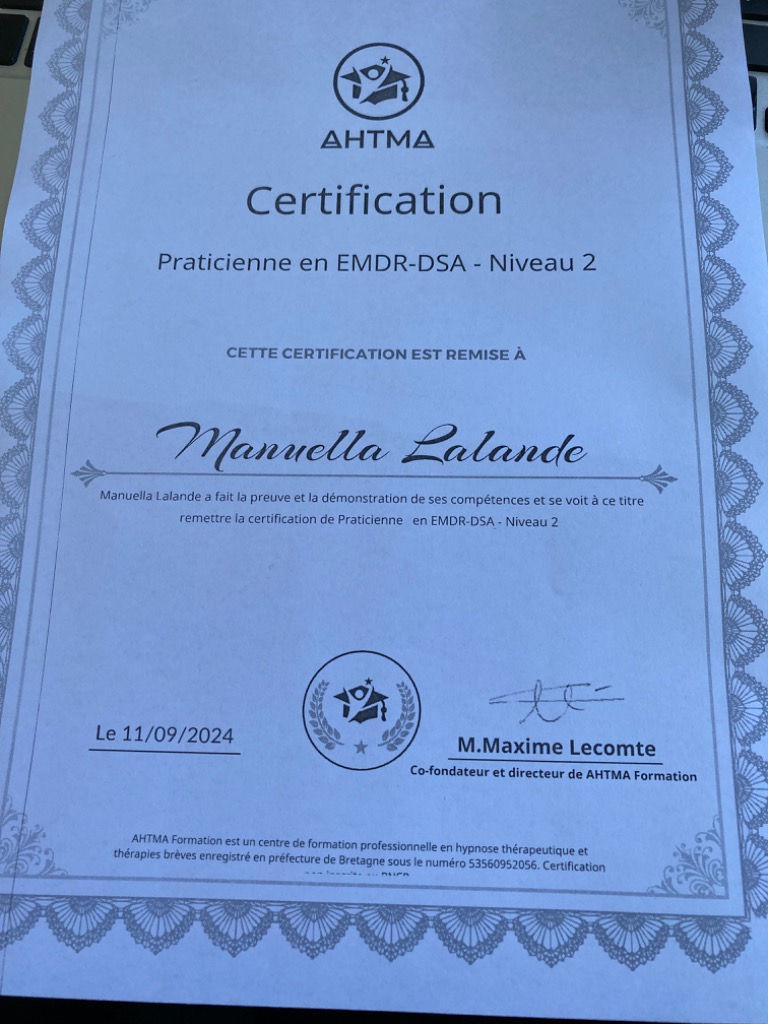 AHTMA
Certification
Praticienne en EMDR-DSA - Niveau 2
CETTE CERTIFICATION EST REMISE À
Manuella Lalande
Manuella Lalande a fait la preuve et la démonstration de ses compétences et se voit à ce titre
remettre la certification de Praticienne en EMDR-DSA - Niveau 2
Le 11/09/2024
M.Maxime Lecomte
Co-fondateur et directeur de AHTMA Formation
AHTMA Formation est un centre de formation professionnelle en hypnose thérapeutique et
thérapies brèves enregistré en préfecture de Bretagne sous le numéro 53560952056. Certification